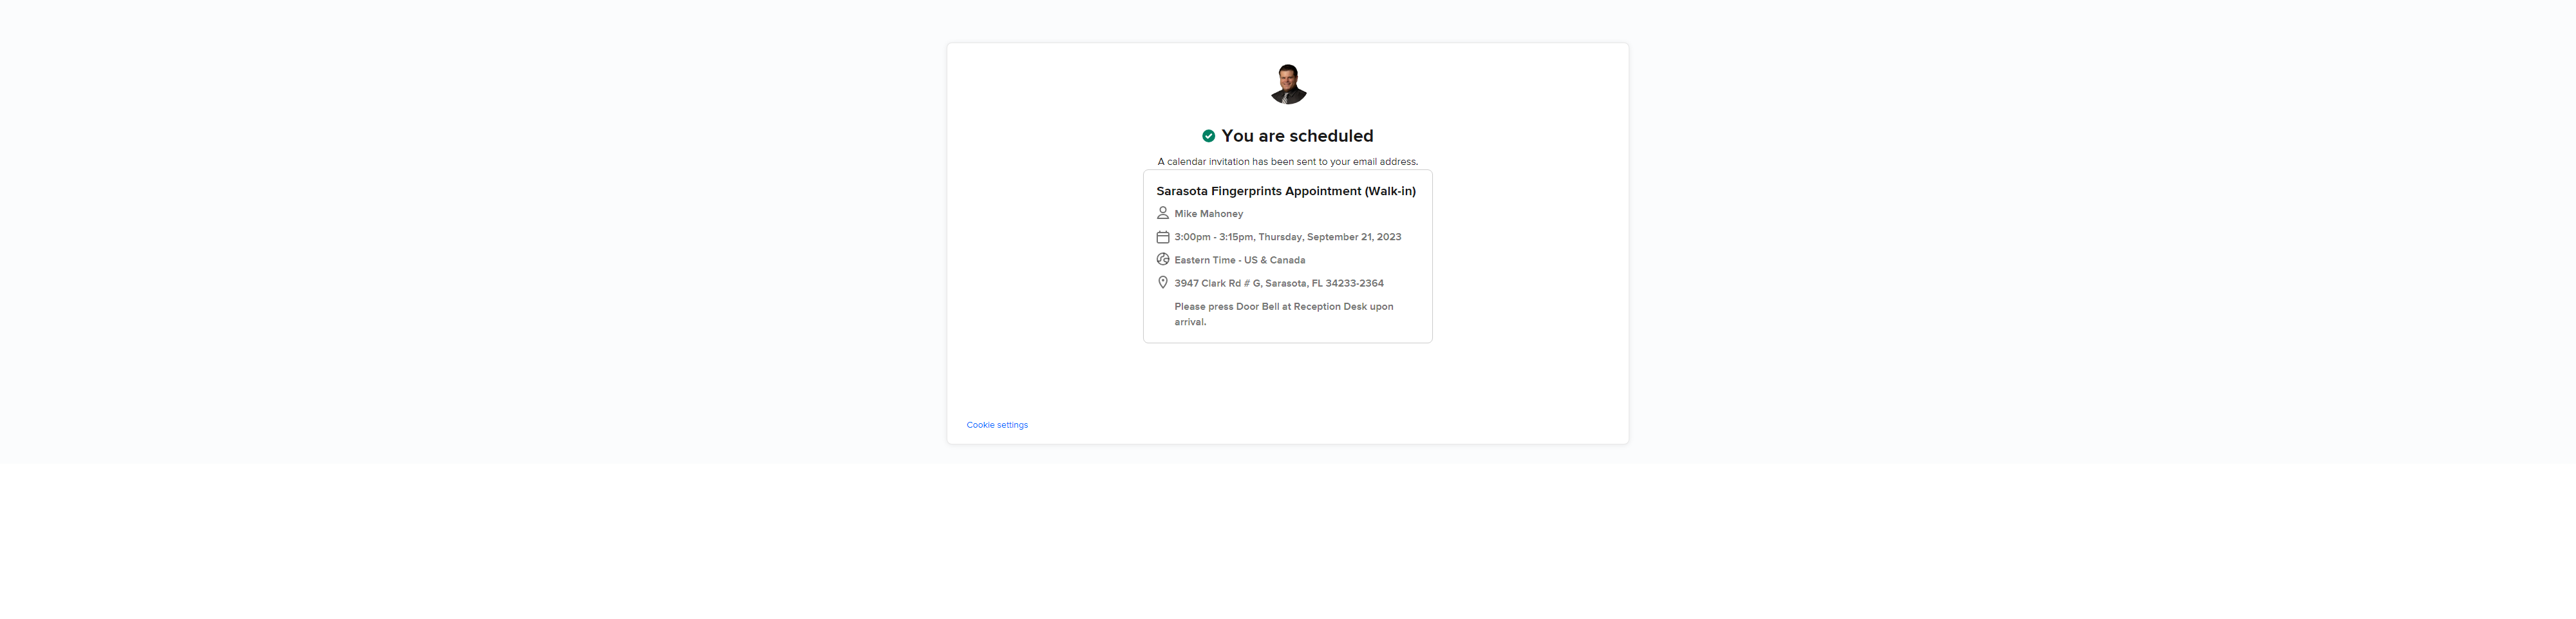 You are scheduled
A calendar invitation has been sent to your email address.
Sarasota Fingerprints Appointment (Walk-in)
Mike Mahoney
3:00pm - 3:15pm, Thursday, September 21, 2023
Eastern Time - US & Canada
3947 Clark Rd # G, Sarasota, FL 34233-2364
Please press Door Bell at Reception Desk upon
arrival.
Cookie settings